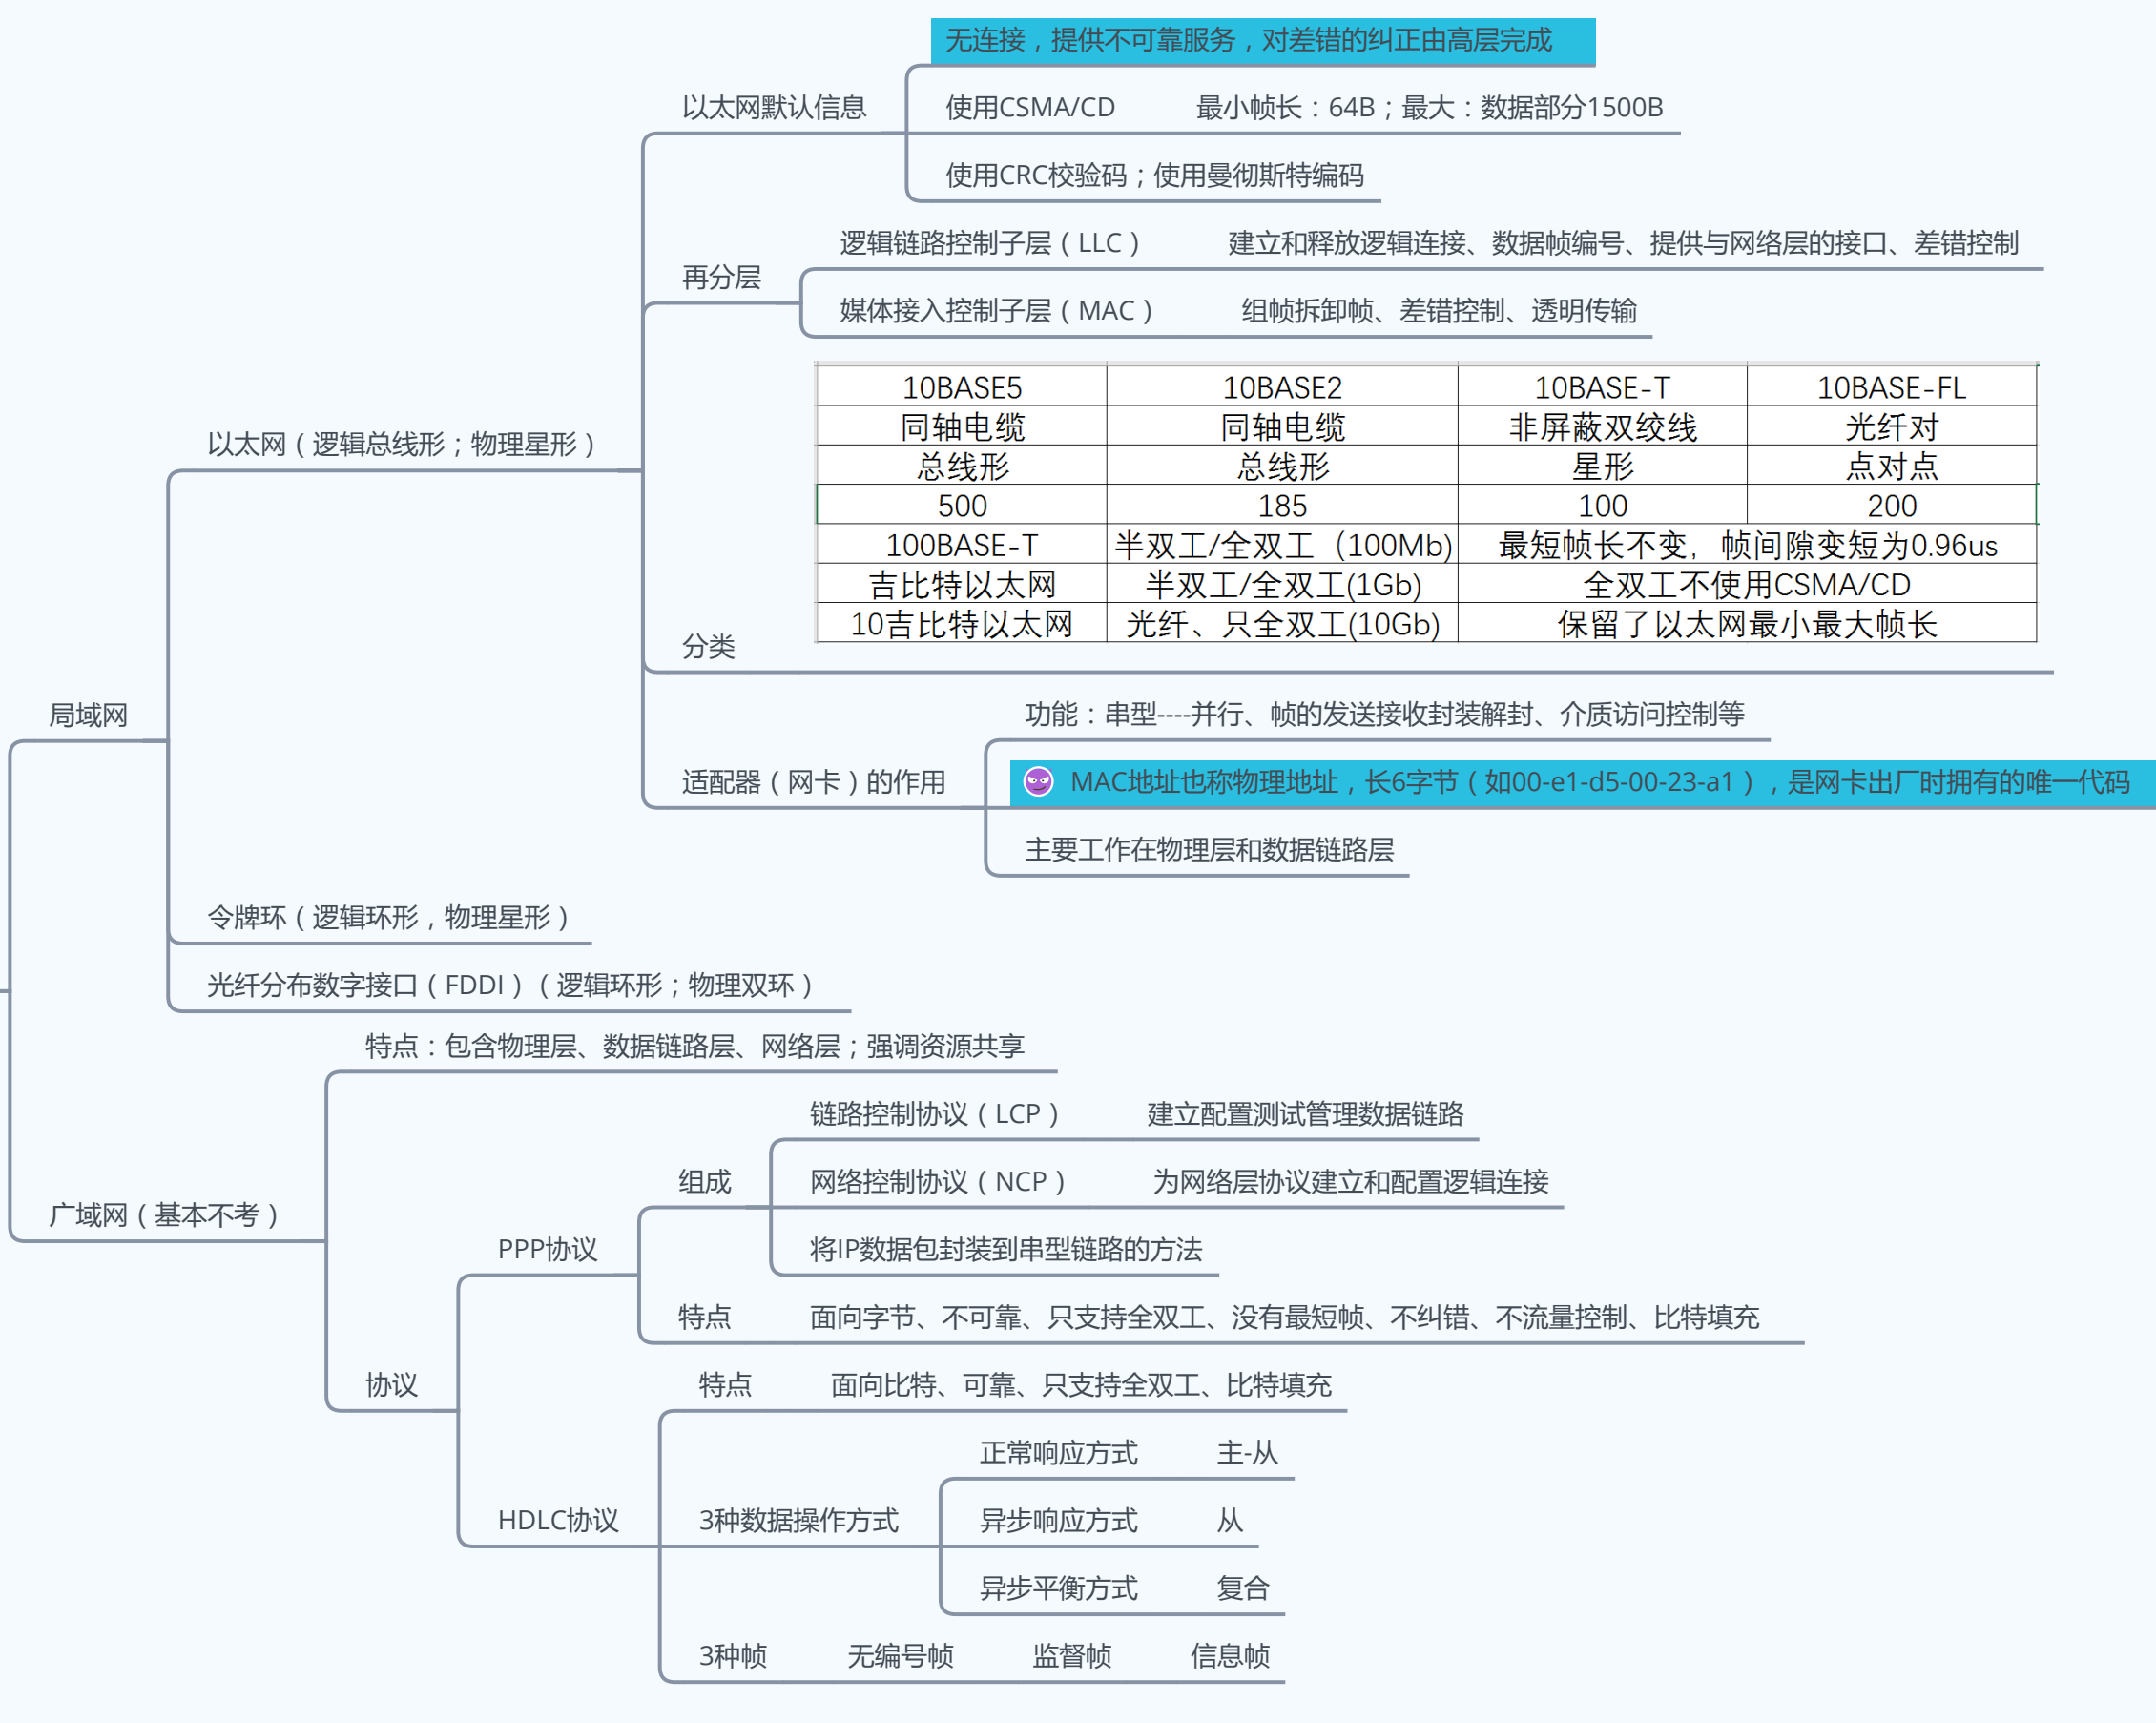 无连接，提供不可靠服务，对差错的纠正由高层完成
以太网默认信息
使用CSMA/CD 最小帧长：64B；最大：数据部分1500B
使用CRC校验码；使用曼彻斯特编码
逻辑链路控制子层（LLC） 建立和释放逻辑连接、数据帧编号、提供与网络层的接口、差错控制
再分层
媒体接入控制子层（MAC） 组帧拆卸帧、差错控制、透明传输
10BASE5 10BASE2 10BASE-T 10BASE-FL
同轴电缆 同轴电缆 非屏蔽双绞线 光纤对
以太网（逻辑总线形；物理星形）
总线形 总线形 星形 点对点
500 185 100 200
100BASE-T 半双工/全双工（100Mb) 最短帧长不变，帧间隙变短为0.96us
吉比特以太网 半双工/全双工(1Gb) 全双工不使用CSMA/CD
10吉比特以太网 光纤、只全双工(10Gb) 保留了以太网最小最大帧长
分类
局域网
功能：串型----并行、帧的发送接收封装解封、介质访问控制等
适配器（网卡）的作用
MAC地址也称物理地址，长6字节（如00-e1-d5-00-23-a1），是网卡出厂时拥有的唯一代码
主要工作在物理层和数据链路层
令牌环（逻辑环形，物理星形）
光纤分布数字接口（FDDI）（逻辑环形；物理双环）
特点：包含物理层、数据链路层、网络层；强调资源共享
链路控制协议（LCP） 建立配置测试管理数据链路
组成
网络控制协议（NCP） 为网络层协议建立和配置逻辑连接
广域网（基本不考）
PPP协议
将IP数据包封装到串型链路的方法
特点 面向字节、不可靠、只支持全双工、没有最短帧、不纠错、不流量控制、比特填充
协议
特点 面向比特、可靠、只支持全双工、比特填充
正常响应方式 主-从
HDLC协议
3种数据操作方式
异步响应方式 从
异步平衡方式 复合
3种帧 无编号帧 监督帧 信息帧